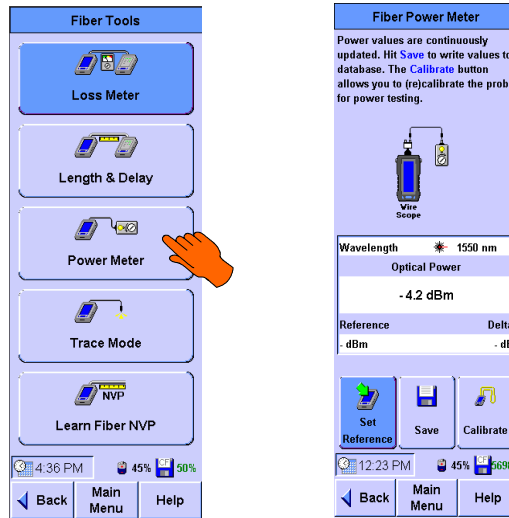 Fiber Tools
Loss Meter
Length & Delay
Power Meter
Trace Mode
NVP
Learn Fiber NVP
4:36 PM 45% CF 50%
Back Main Menu Help
Fiber Power Meter
Power values are continuously
updated. Hit Save to write values to
database. The Calibrate button
allows you to (re)calibrate the prob
for power testing.
Wire
Scope
Wavelength 1550 nm
Optical Power
- 4.2 dBm
Reference Delt
- dBm - dB
Set
Reference
Save
Calibrate
12:23 PM 45% CF 569
Back Main Menu Help